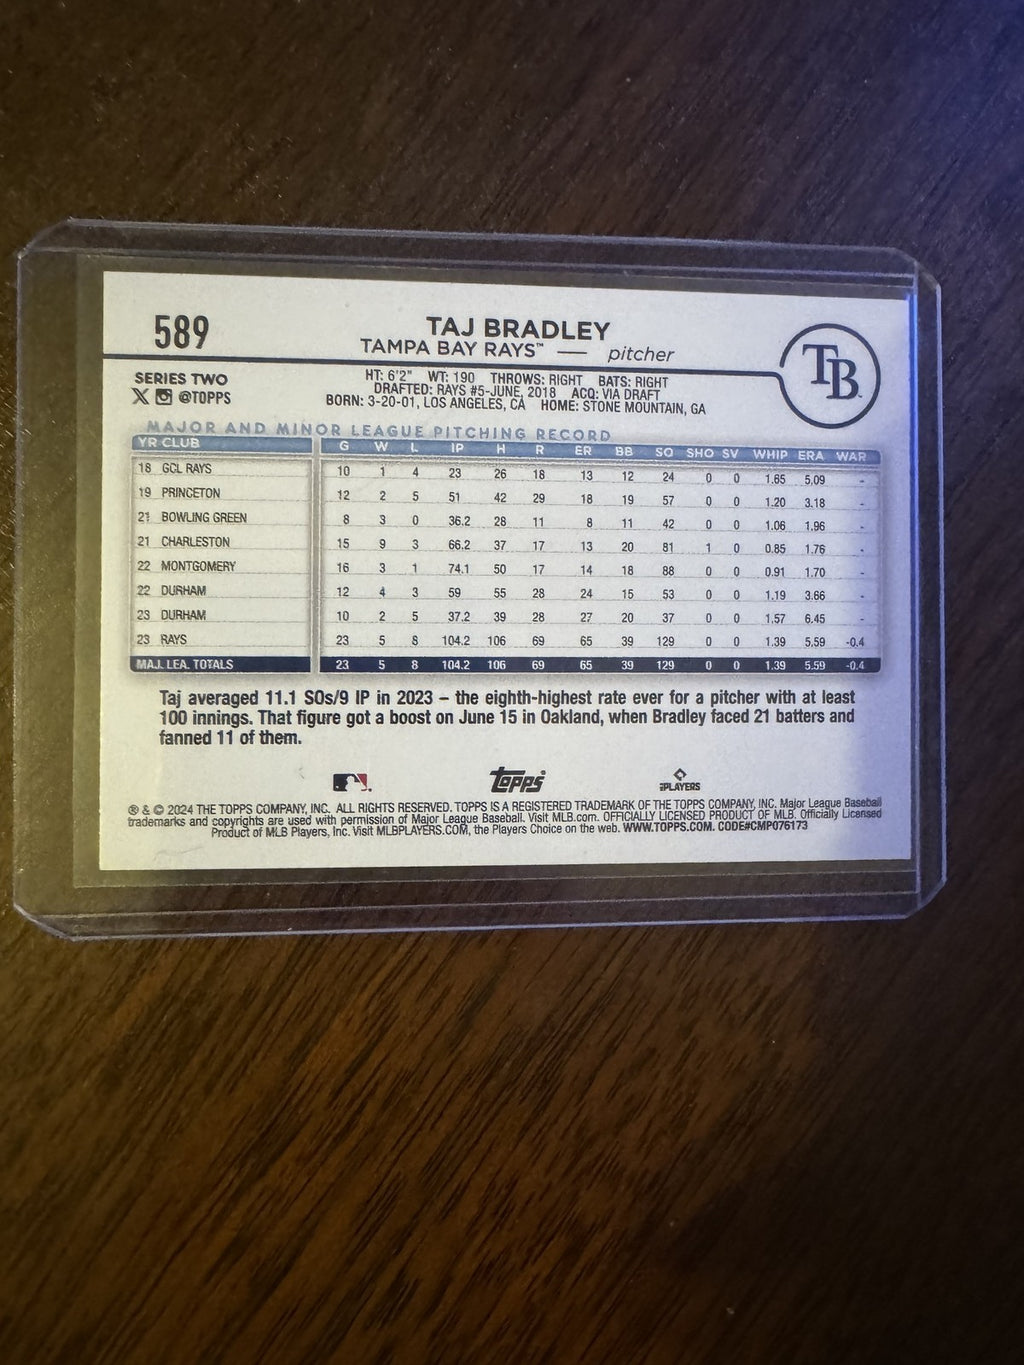 589
TAJ BRADLEY
TAMPA BAY RAYS™ — pitcher
TB
SERIES TWO
X @TOPPS
HT: 6'2" WT: 190 THROWS: RIGHT BATS: RIGHT
DRAFTED: RAYS #5-JUNE, 2018 ACQ: VIA DRAFT
BORN: 3-20-01, LOS ANGELES, CA HOME: STONE MOUNTAIN, GA
MAJOR AND MINOR LEAGUE PITCHING RECORD
YR CLUB G W L IP H R ER BB SO SHO SV WHIP ERA WAR
18 GCL RAYS 10 1 4 23 26 18 13 12 24 0 0 1.65 5.09 -
19 PRINCETON 12 2 5 51 42 29 18 19 57 0 0 1.20 3.18 -
21 BOWLING GREEN 8 3 0 36.2 28 11 8 11 42 0 0 1.06 1.96 -
21 CHARLESTON 15 9 3 66.2 37 17 13 20 81 1 0 0.85 1.76 -
22 MONTGOMERY 16 3 1 74.1 50 17 14 18 88 0 0 0.91 1.70 -
22 DURHAM 12 4 3 59 55 28 24 15 53 0 0 1.19 3.66 -
23 DURHAM 10 2 5 37.2 39 28 27 20 37 0 0 1.57 6.45 -
23 RAYS 23 5 8 104.2 106 69 65 39 129 0 0 1.39 5.59 -0.4
MAJ. LEA. TOTALS 23 5 8 104.2 106 69 65 39 129 0 0 1.39 5.59 -0.4
Taj averaged 11.1 SOs/9 IP in 2023 – the eighth-highest rate ever for a pitcher with at least
100 innings. That figure got a boost on June 15 in Oakland, when Bradley faced 21 batters and
fanned 11 of them.
Topps PLAYERS
® & © 2024 THE TOPPS COMPANY, INC. ALL RIGHTS RESERVED. TOPPS IS A REGISTERED TRADEMARK OF THE TOPPS COMPANY, INC. Major League Baseball
trademarks and copyrights are used with permission of Major League Baseball. Visit MLB.com. OFFICIALLY LICENSED PRODUCT OF MLB. Officially Licensed
Product of MLB Players, Inc. Visit MLBPLAYERS.COM, the Players Choice on the web. WWW.TOPPS.COM. CODE#CMP076173